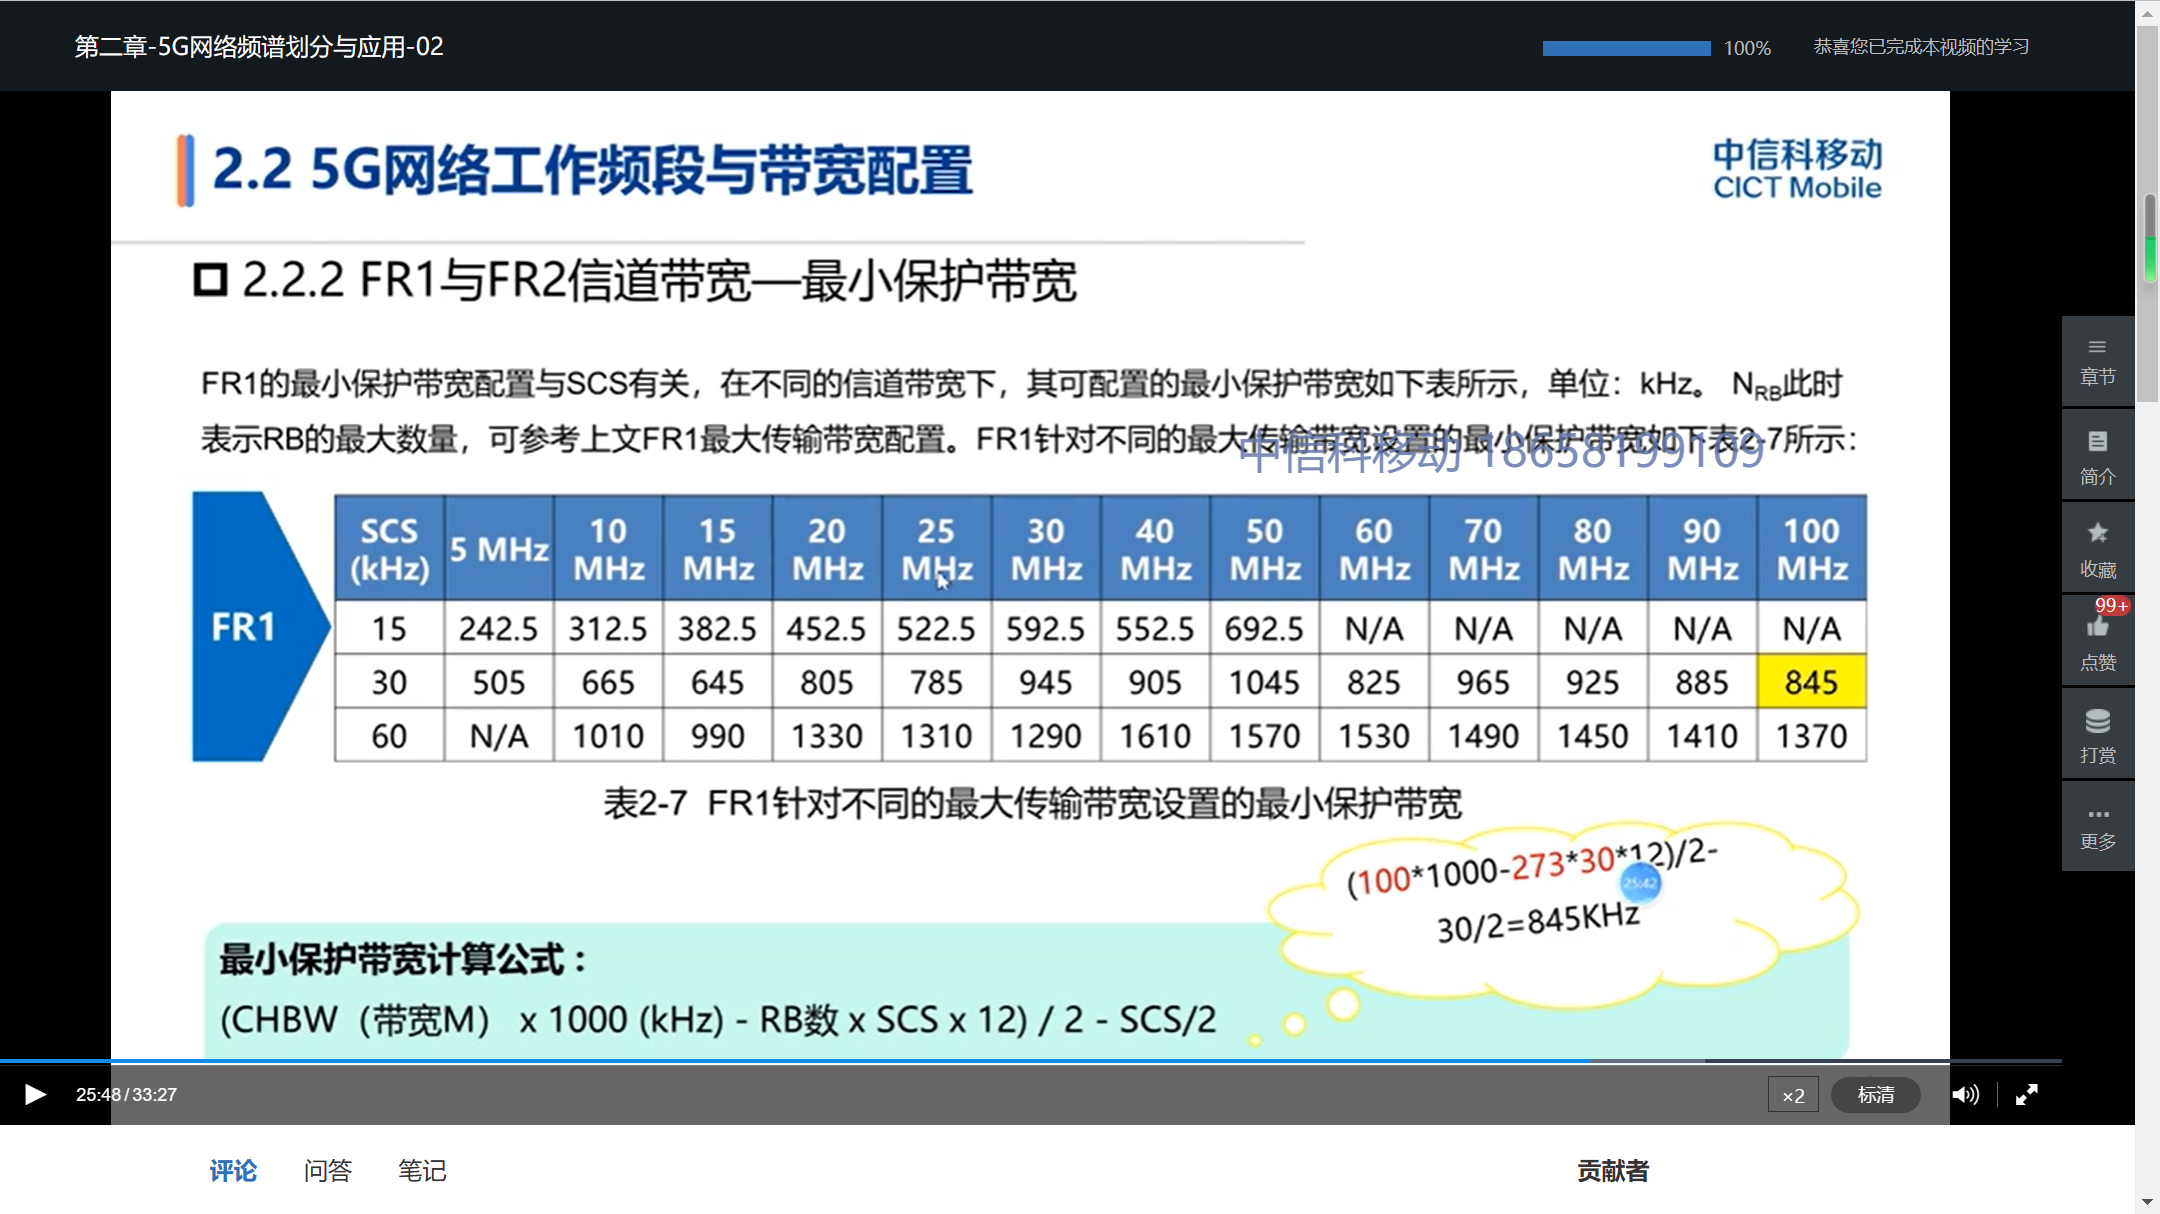 第二章-5G网络频谱划分与应用-02
100%
恭喜您已完成本视频的学习
2.2 5G网络工作频段与带宽配置
中信科移动
CICT Mobile
2.2.2 FR1与FR2信道带宽—最小保护带宽
FR1的最小保护带宽配置与SCS有关，在不同的信道带宽下，其可配置的最小保护带宽如下表所示，单位：kHz。 NRB此时
表示RB的最大数量，可参考上文FR1最大传输带宽配置。FR1针对不同的最大传输带宽设置的最小保护带宽如下表2-7所示：
中信科移动 18658199109
FR1
SCS (kHz) 5 MHz 10 MHz 15 MHz 20 MHz 25 MHz 30 MHz 40 MHz 50 MHz 60 MHz 70 MHz 80 MHz 90 MHz 100 MHz
15 242.5 312.5 382.5 452.5 522.5 592.5 552.5 692.5 N/A N/A N/A N/A N/A
30 505 665 645 805 785 945 905 1045 825 965 925 885 845
60 N/A 1010 990 1330 1310 1290 1610 1570 1530 1490 1450 1410 1370
表2-7 FR1针对不同的最大传输带宽设置的最小保护带宽
(100*1000-273*30*12)/2-
30/2=845KHz
25:42
最小保护带宽计算公式：
(CHBW（带宽M） x 1000 (kHz) - RB数 x SCS x 12) / 2 - SCS/2
章节
简介
收藏
99+
点赞
打赏
更多
25:48/33:27
×2
标清
评论
问答
笔记
贡献者